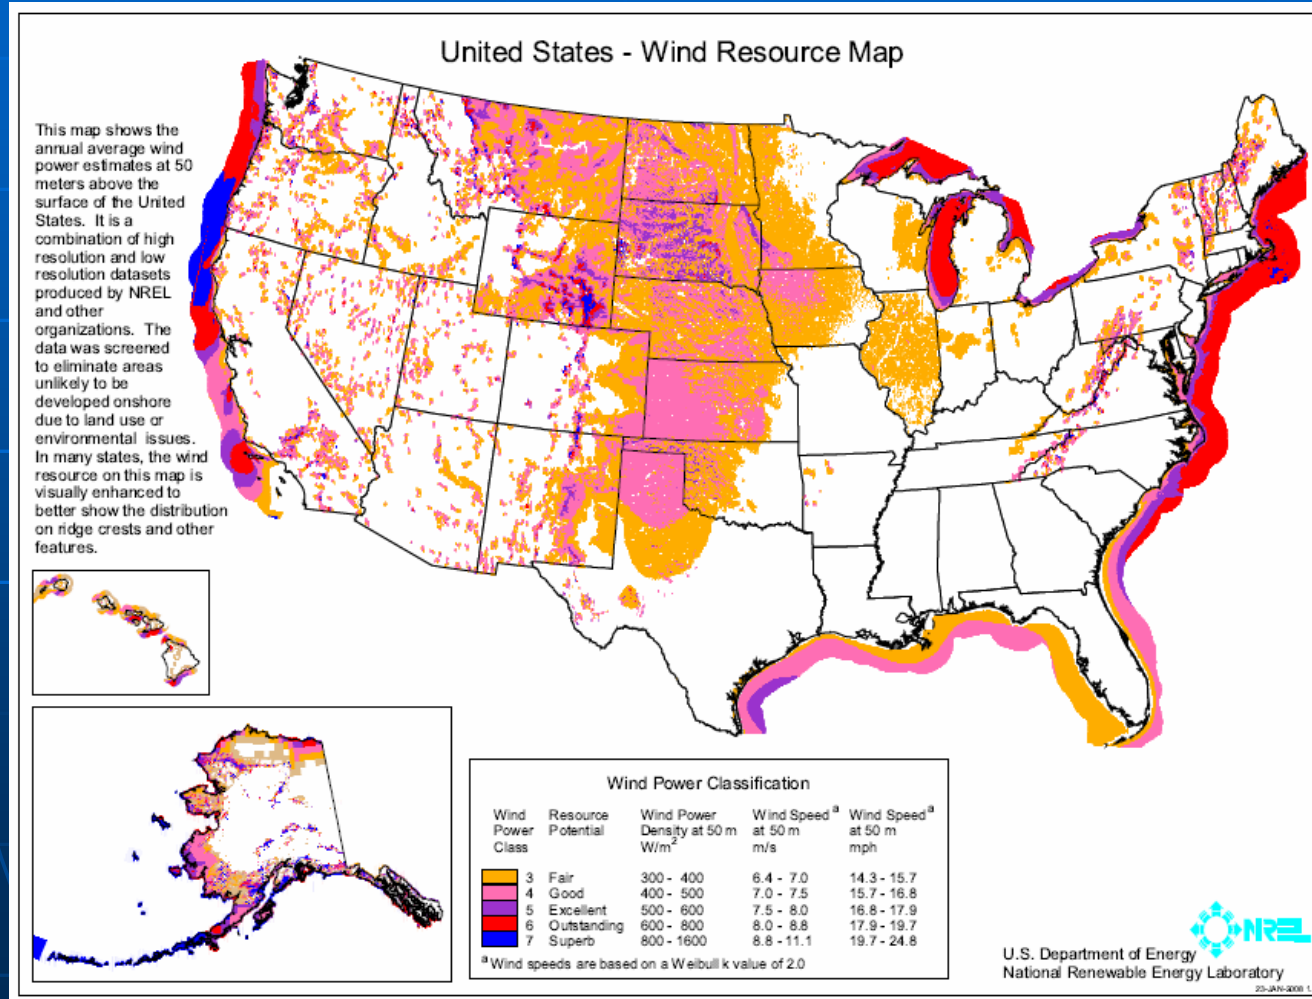 United States - Wind Resource Map
This map shows the
annual average wind
power estimates at 50
meters above the
surface of the United
States. It is a
combination of high
resolution and low
resolution datasets
produced by NREL
and other
organizations. The
data was screened
to eliminate areas
unlikely to be
developed onshore
due to land use or
environmental issues.
In many states, the wind
resource on this map is
visually enhanced to
better show the distribution
on ridge crests and other
features.
Wind Power Classification
Wind Power Class Resource Potential Wind Power Density at 50 m W/m² Wind Speed a at 50 m m/s Wind Speed a at 50 m mph
3 Fair 300 - 400 6.4 - 7.0 14.3 - 15.7
4 Good 400 - 500 7.0 - 7.5 15.7 - 16.8
5 Excellent 500 - 600 7.5 - 8.0 16.8 - 17.9
6 Outstanding 600 - 800 8.0 - 8.8 17.9 - 19.7
7 Superb 800 - 1600 8.8 - 11.1 19.7 - 24.8
a Wind speeds are based on a Weibull k value of 2.0
NREL
U.S. Department of Energy
National Renewable Energy Laboratory